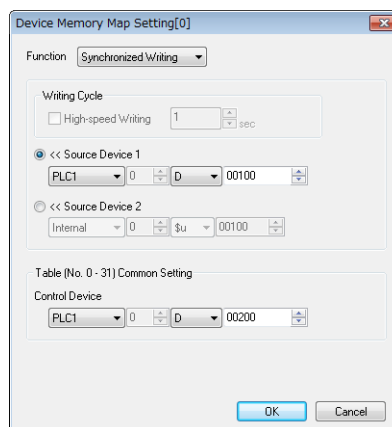 Device Memory Map Setting[0]
Function Synchronized Writing
Writing Cycle
High-speed Writing 1 sec
<< Source Device 1
PLC1 0 D 00100
<< Source Device 2
Internal 0 $u 00100
Table (No. 0 - 31) Common Setting
Control Device
PLC1 0 D 00200
OK Cancel